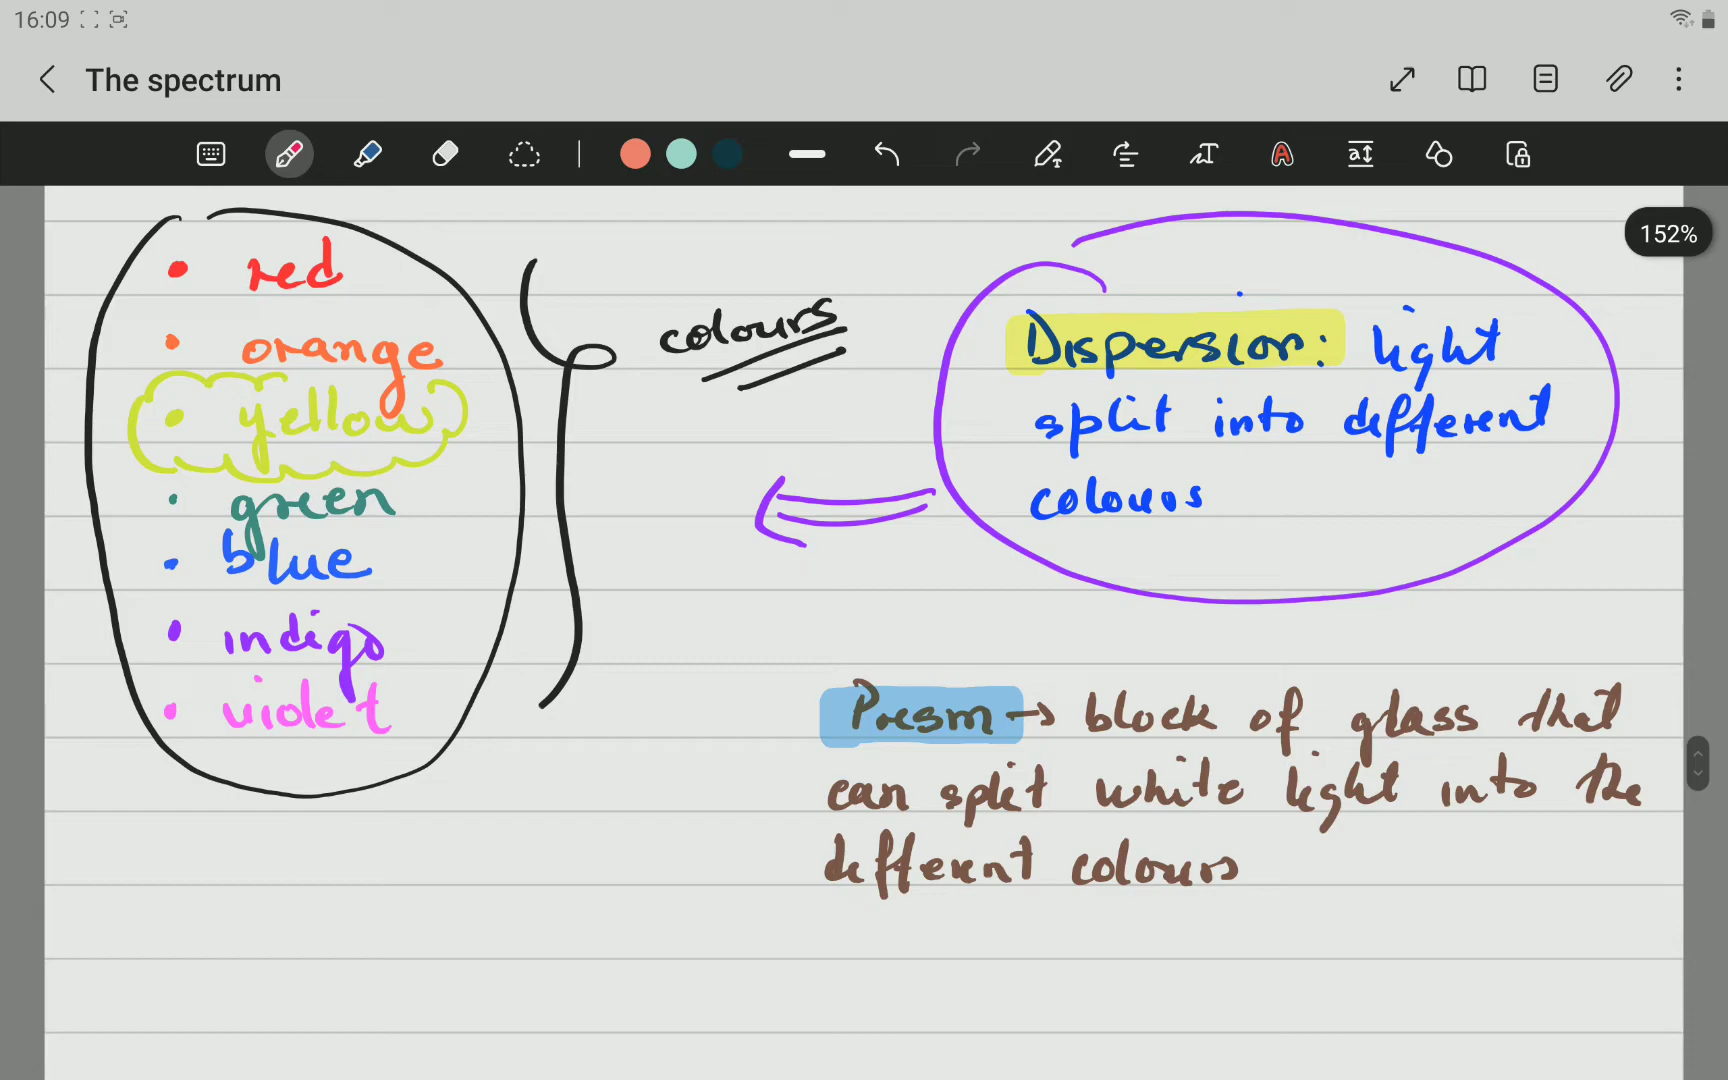 16:09
The spectrum
152%
• red
• orange
• yellow
• green
• blue
• indigo
• violet
colours
Dispersion: light
split into different
colours
Presm → block of glass that
can split white light into the
different colours